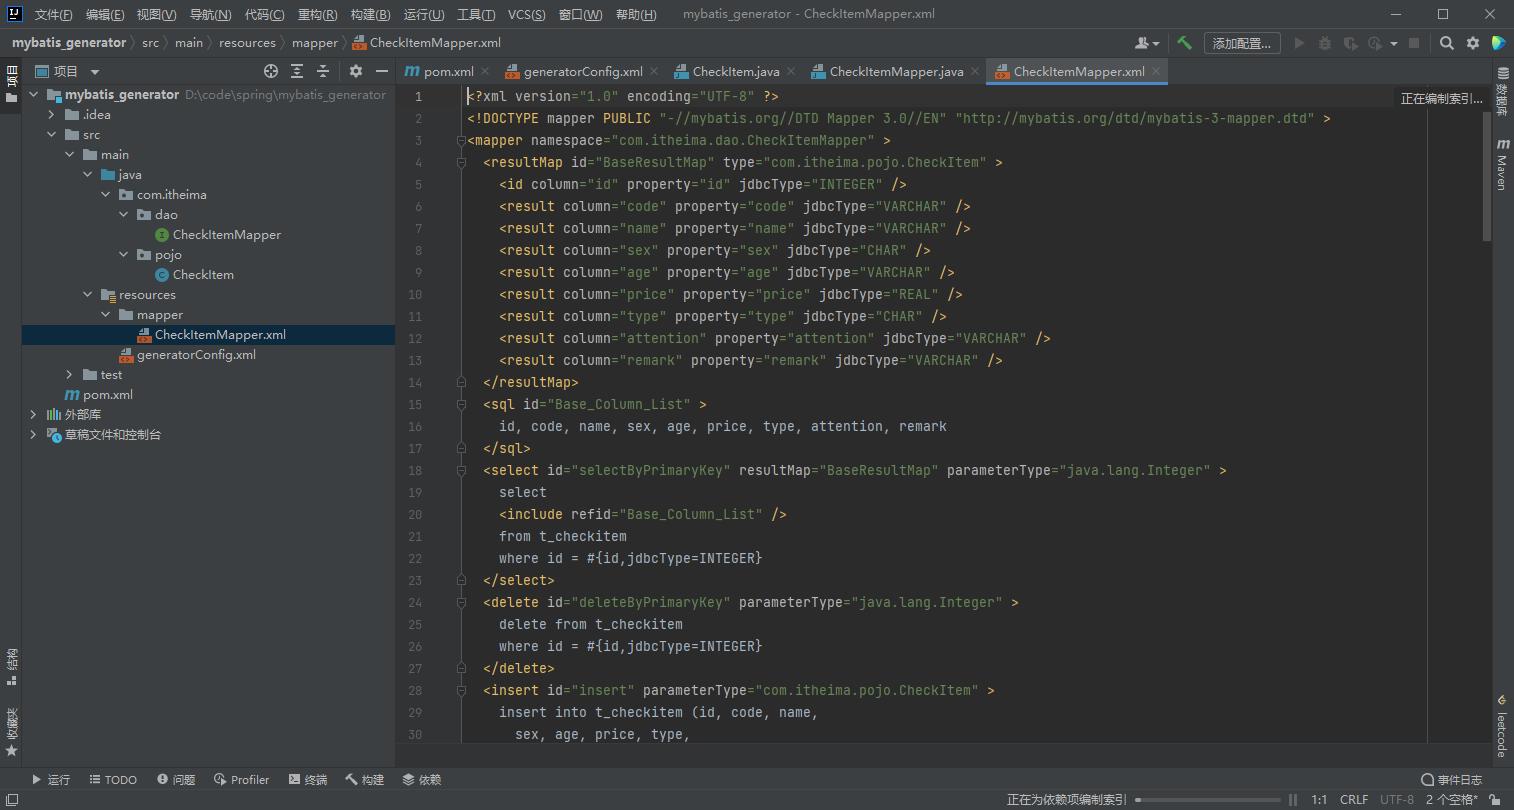 文件(F) 编辑(E) 视图(V) 导航(N) 代码(C) 重构(R) 构建(B) 运行(U) 工具(T) VCS(S) 窗口(W) 帮助(H) mybatis_generator - CheckItemMapper.xml
mybatis_generator src main resources mapper CheckItemMapper.xml 添加配置...
项目
项目
pom.xml generatorConfig.xml CheckItem.java CheckItemMapper.java CheckItemMapper.xml
mybatis_generator D:\code\spring\mybatis_generator
.idea
src
main
java
com.itheima
dao
CheckItemMapper
pojo
CheckItem
resources
mapper
CheckItemMapper.xml
generatorConfig.xml
test
pom.xml
外部库
草稿文件和控制台
结构
收藏夹
1 <?xml version="1.0" encoding="UTF-8" ?>
2 <!DOCTYPE mapper PUBLIC "-//mybatis.org//DTD Mapper 3.0//EN" "http://mybatis.org/dtd/mybatis-3-mapper.dtd" >
3 <mapper namespace="com.itheima.dao.CheckItemMapper" >
4 <resultMap id="BaseResultMap" type="com.itheima.pojo.CheckItem" >
5 <id column="id" property="id" jdbcType="INTEGER" />
6 <result column="code" property="code" jdbcType="VARCHAR" />
7 <result column="name" property="name" jdbcType="VARCHAR" />
8 <result column="sex" property="sex" jdbcType="CHAR" />
9 <result column="age" property="age" jdbcType="VARCHAR" />
10 <result column="price" property="price" jdbcType="REAL" />
11 <result column="type" property="type" jdbcType="CHAR" />
12 <result column="attention" property="attention" jdbcType="VARCHAR" />
13 <result column="remark" property="remark" jdbcType="VARCHAR" />
14 </resultMap>
15 <sql id="Base_Column_List" >
16 id, code, name, sex, age, price, type, attention, remark
17 </sql>
18 <select id="selectByPrimaryKey" resultMap="BaseResultMap" parameterType="java.lang.Integer" >
19 select
20 <include refid="Base_Column_List" />
21 from t_checkitem
22 where id = #{id,jdbcType=INTEGER}
23 </select>
24 <delete id="deleteByPrimaryKey" parameterType="java.lang.Integer" >
25 delete from t_checkitem
26 where id = #{id,jdbcType=INTEGER}
27 </delete>
28 <insert id="insert" parameterType="com.itheima.pojo.CheckItem" >
29 insert into t_checkitem (id, code, name,
30 sex, age, price, type,
正在编制索引...
数据库
Maven
leetcode
运行 TODO 问题 Profiler 终端 构建 依赖 事件日志
正在为依赖项编制索引 1:1 CRLF UTF-8 2 个空格*